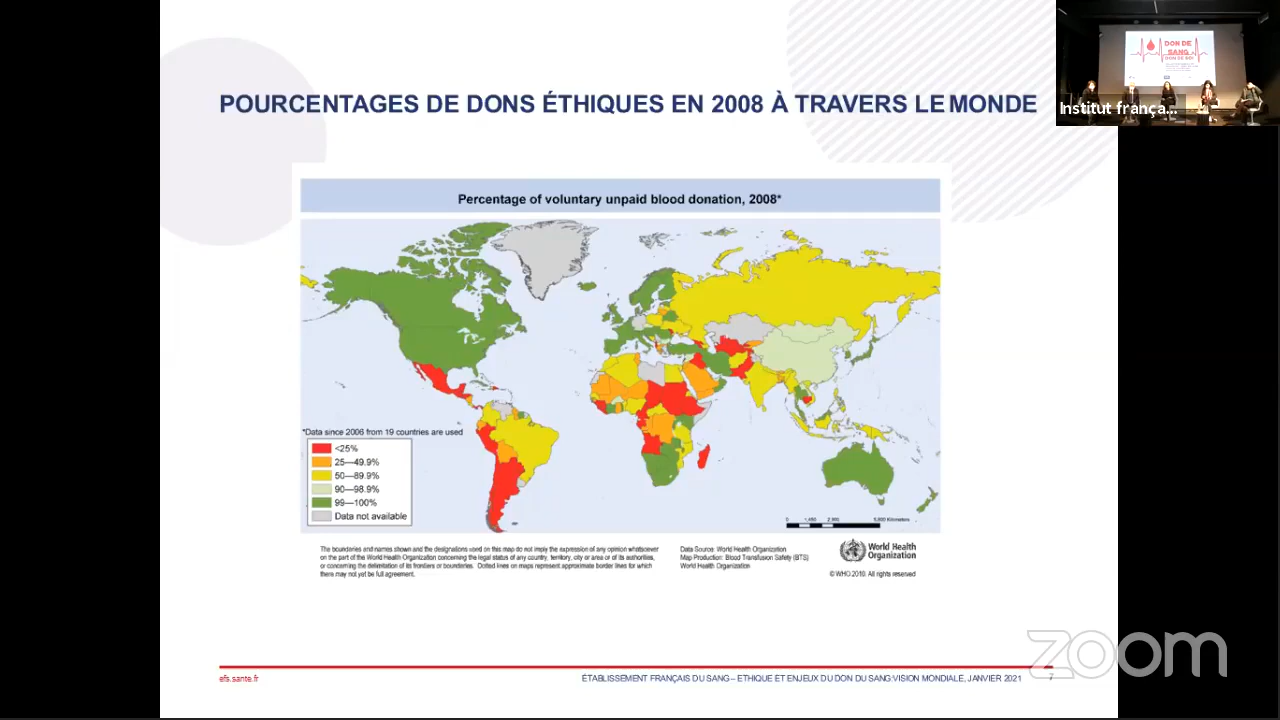 POURCENTAGES DE DONS ÉTHIQUES EN 2008 À TRAVERS LE MONDE
DON DE
SANG
DON DE SOI
Institut frança...
Percentage of voluntary unpaid blood donation, 2008*
*Data since 2006 from 19 countries are used
<25%
25—49.9%
50—89.9%
90—98.9%
99—100%
Data not available
The boundaries and names shown and the designations used on this map do not imply the expression of any opinion whatsoever
on the part of the World Health Organization concerning the legal status of any country, territory, city or area or of its authorities,
or concerning the delimitation of its frontiers or boundaries. Dotted lines on maps represent approximate border lines for which
there may not yet be full agreement.
Data Source: World Health Organization
Map Production: Blood Transfusion Safety (BTS)
World Health Organization
World Health
Organization
© WHO 2010. All rights reserved
zoom
efs.sante.fr
ÉTABLISSEMENT FRANÇAIS DU SANG – ETHIQUE ET ENJEUX DU DON DU SANG:VISION MONDIALE, JANVIER 2021
7